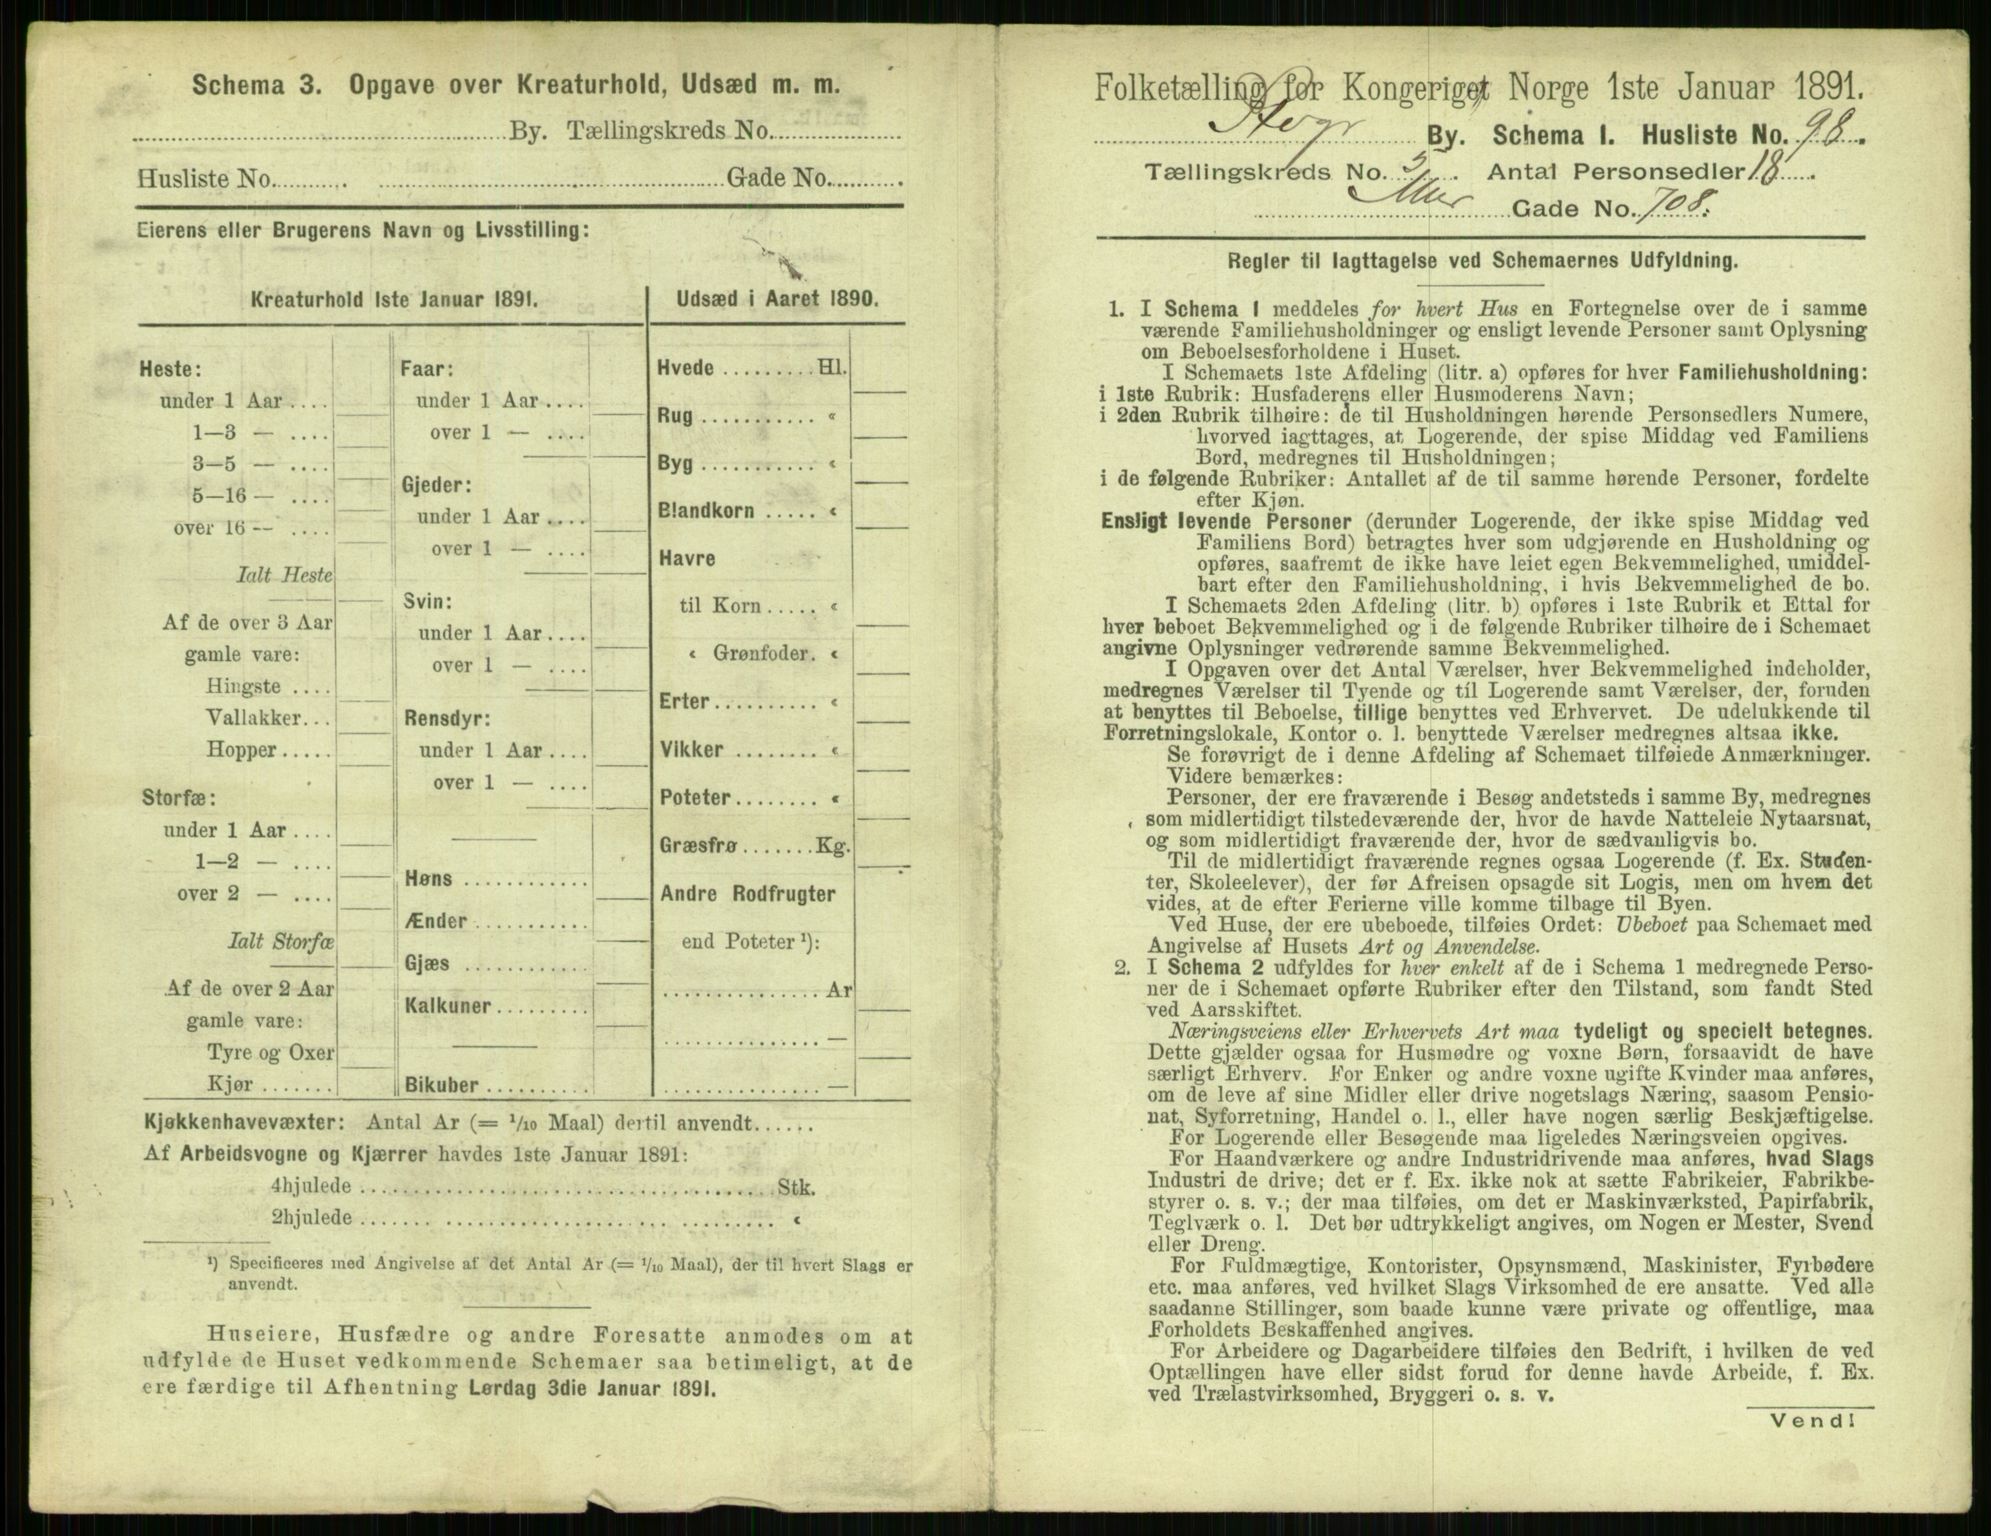 Schema 3. Opgave over Kreaturhold, Udsæd m. m.
By. Tællingskreds No.
Husliste No. Gade No.
Eierens eller Brugerens Navn og Livsstilling:
Kreaturhold 1ste Januar 1891.
Heste:
under 1 Aar ....
1—3 — ....
3—5 — ....
5—16 — ....
over 16 — ....
Ialt Heste
Af de over 3 Aar
gamle vare:
Hingste ....
Vallakker...
Hopper .....
Storfæ:
under 1 Aar ....
1—2 — ....
over 2 — ....
Ialt Storfæ
Af de over 2 Aar
gamle vare:
Tyre og Oxer
Kjør .......
Faar:
under 1 Aar ....
over 1 — ....
Gjeder:
under 1 Aar ....
over 1 — ....
Svin:
under 1 Aar ....
over 1 — ....
Rensdyr:
under 1 Aar ....
over 1 — ....
Høns ............
Ænder ...........
Gjæs ............
Kalkuner .........
Bikuber ..........
Udsæd i Aaret 1890.
Hvede ......... Hl.
Rug ........... «
Byg ........... «
Blandkorn ..... «
Havre
til Korn ..... «
« Grønfoder. «
Erter .......... «
Vikker ........ «
Poteter ........ «
Græsfrø ....... Kg.
Andre Rodfrugter
end Poteter ¹):
............... Ar
............... —
............... —
Kjøkkenhavevæxter: Antal Ar (= 1/10 Maal) dertil anvendt......
Af Arbeidsvogne og Kjærrer havdes 1ste Januar 1891:
4hjulede ........ Stk.
2hjulede ........ «
¹) Specificeres med Angivelse af det Antal Ar (= 1/10 Maal), der til hvert Slags er
anvendt.
Huseiere, Husfædre og andre Foresatte anmodes om at
udfylde de Huset vedkommende Schemaer saa betimeligt, at de
ere færdige til Afhentning Lørdag 3die Januar 1891.
Folketælling for Kongeriget Norge 1ste Januar 1891.
By. Schema I. Husliste No. 98.
Tællingskreds No. Antal Personsedler 18.
Gade No. 708.
Regler til Iagttagelse ved Schemaernes Udfyldning.
1. I Schema 1 meddeles for hvert Hus en Fortegnelse over de i samme
værende Familiehusholdninger og ensligt levende Personer samt Oplysning
om Beboelsesforholdene i Huset.
I Schemaets 1ste Afdeling (litr. a) opføres for hver Familiehusholdning:
i 1ste Rubrik: Husfaderens eller Husmoderens Navn;
i 2den Rubrik tilhøire: de til Husholdningen hørende Personsedlers Numere,
hvorved iagttages, at Logerende, der spise Middag ved Familiens
Bord, medregnes til Husholdningen;
i de følgende Rubriker: Antallet af de til samme hørende Personer, fordelte
efter Kjøn.
Ensligt levende Personer (derunder Logerende, der ikke spise Middag ved
Familiens Bord) betragtes hver som udgjørende en Husholdning og
opføres, saafremt de ikke have leiet egen Bekvemmelighed, umiddel-
bart efter den Familiehusholdning, i hvis Bekvemmelighed de bo.
I Schemaets 2den Afdeling (litr. b) opføres i 1ste Rubrik et Ettal for
hver beboet Bekvemmelighed og i de følgende Rubriker tilhøire de i Schemaet
angivne Oplysninger vedrørende samme Bekvemmelighed.
I Opgaven over det Antal Værelser, hver Bekvemmelighed indeholder,
medregnes Værelser til Tyende og til Logerende samt Værelser, der, foruden
at benyttes til Beboelse, tillige benyttes ved Erhvervet. De udelukkende til
Forretningslokale, Kontor o. l. benyttede Værelser medregnes altsaa ikke.
Se forøvrigt de i denne Afdeling af Schemaet tilføiede Anmærkninger.
Videre bemærkes:
Personer, der ere fraværende i Besøg andetsteds i samme By, medregnes
som midlertidigt tilstedeværende der, hvor de havde Natteleie Nytaarsnat,
og som midlertidigt fraværende der, hvor de sædvanligvis bo.
Til de midlertidigt fraværende regnes ogsaa Logerende (f. Ex. Studen-
ter, Skoleelever), der før Afreisen opsagde sit Logis, men om hvem det
vides, at de efter Ferierne ville komme tilbage til Byen.
Ved Huse, der ere ubeboede, tilføies Ordet: Ubeboet paa Schemaet med
Angivelse af Husets Art og Anvendelse.
2. I Schema 2 udfyldes for hver enkelt af de i Schema 1 medregnede Perso-
ner de i Schemaet opførte Rubriker efter den Tilstand, som fandt Sted
ved Aarsskiftet.
Næringsveiens eller Erhvervets Art maa tydeligt og specielt betegnes.
Dette gjælder ogsaa for Husmødre og voxne Børn, forsaavidt de have
særligt Erhverv. For Enker og andre voxne ugifte Kvinder maa anføres,
om de leve af sine Midler eller drive nogetslags Næring, saasom Pensio-
nat, Syforretning, Handel o. l., eller have nogen særlig Beskjæftigelse.
For Logerende eller Besøgende maa ligeledes Næringsveien opgives.
For Haandværkere og andre Industridrivende maa anføres, hvad Slags
Industri de drive; det er f. Ex. ikke nok at sætte Fabrikeier, Fabrikbe-
styrer o. s. v.; der maa tilføies, om det er Maskinværksted, Papirfabrik,
Teglværk o. l. Det bør udtrykkeligt angives, om Nogen er Mester, Svend
eller Dreng.
For Fuldmægtige, Kontorister, Opsynsmænd, Maskinister, Fyrbødere
etc. maa anføres, ved hvilket Slags Virksomhed de ere ansatte. Ved alle
saadanne Stillinger, som baade kunne være private og offentlige, maa
Forholdets Beskaffenhed angives.
For Arbeidere og Dagarbeidere tilføies den Bedrift, i hvilken de ved
Optællingen have eller sidst forud for denne havde Arbeide, f. Ex.
ved Trælastvirksomhed, Bryggeri o. s. v.
Vend!